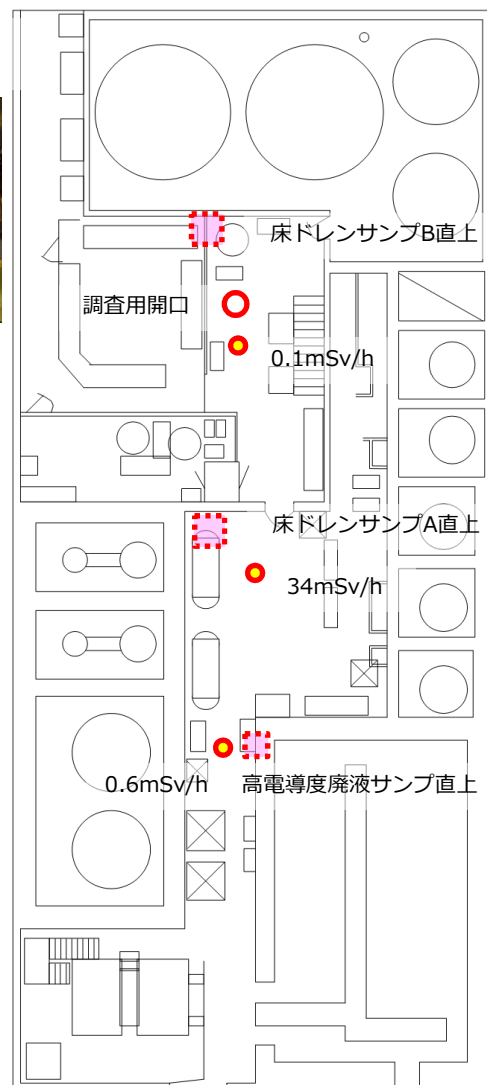 床ドレンサンプB直上
調査用開口
0.1mSv/h
床ドレンサンプA直上
34mSv/h
0.6mSv/h
高電導度廃液サンプ直上